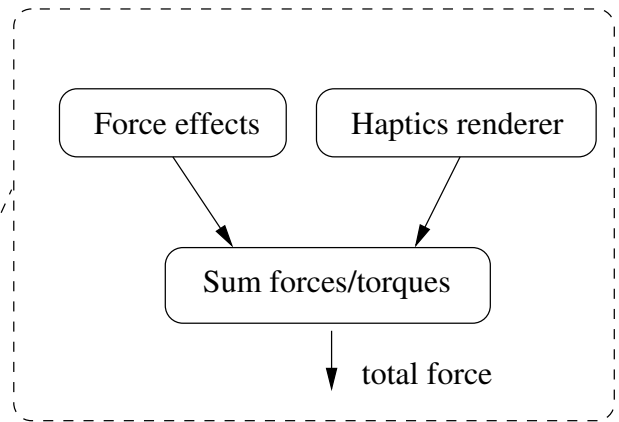 Force effects
Haptics renderer
Sum forces/torques
total force